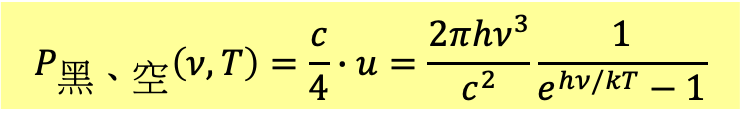 P黑、空(ν, T) = c/4 · u = 2πhν³/c² 1/(e^{hν/kT} − 1)